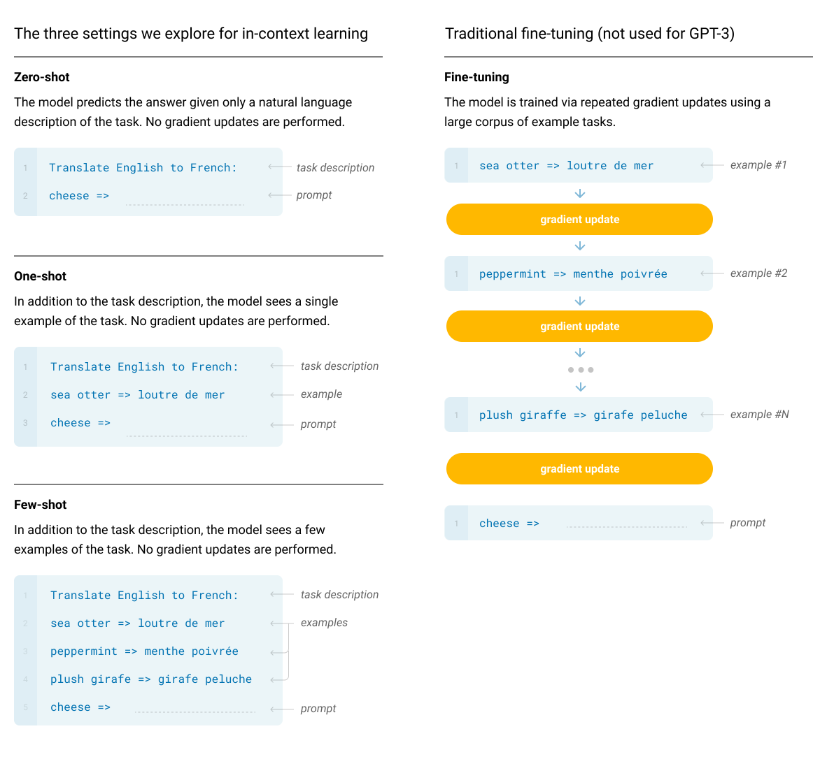 The three settings we explore for in-context learning
Zero-shot
The model predicts the answer given only a natural language
description of the task. No gradient updates are performed.
1 Translate English to French: task description
2 cheese => prompt
One-shot
In addition to the task description, the model sees a single
example of the task. No gradient updates are performed.
1 Translate English to French: task description
2 sea otter => loutre de mer example
3 cheese => prompt
Few-shot
In addition to the task description, the model sees a few
examples of the task. No gradient updates are performed.
1 Translate English to French: task description
2 sea otter => loutre de mer examples
3 peppermint => menthe poivrée
4 plush girafe => girafe peluche
5 cheese => prompt
Traditional fine-tuning (not used for GPT-3)
Fine-tuning
The model is trained via repeated gradient updates using a
large corpus of example tasks.
1 sea otter => loutre de mer example #1
gradient update
1 peppermint => menthe poivrée example #2
gradient update
1 plush giraffe => girafe peluche example #N
gradient update
1 cheese => prompt